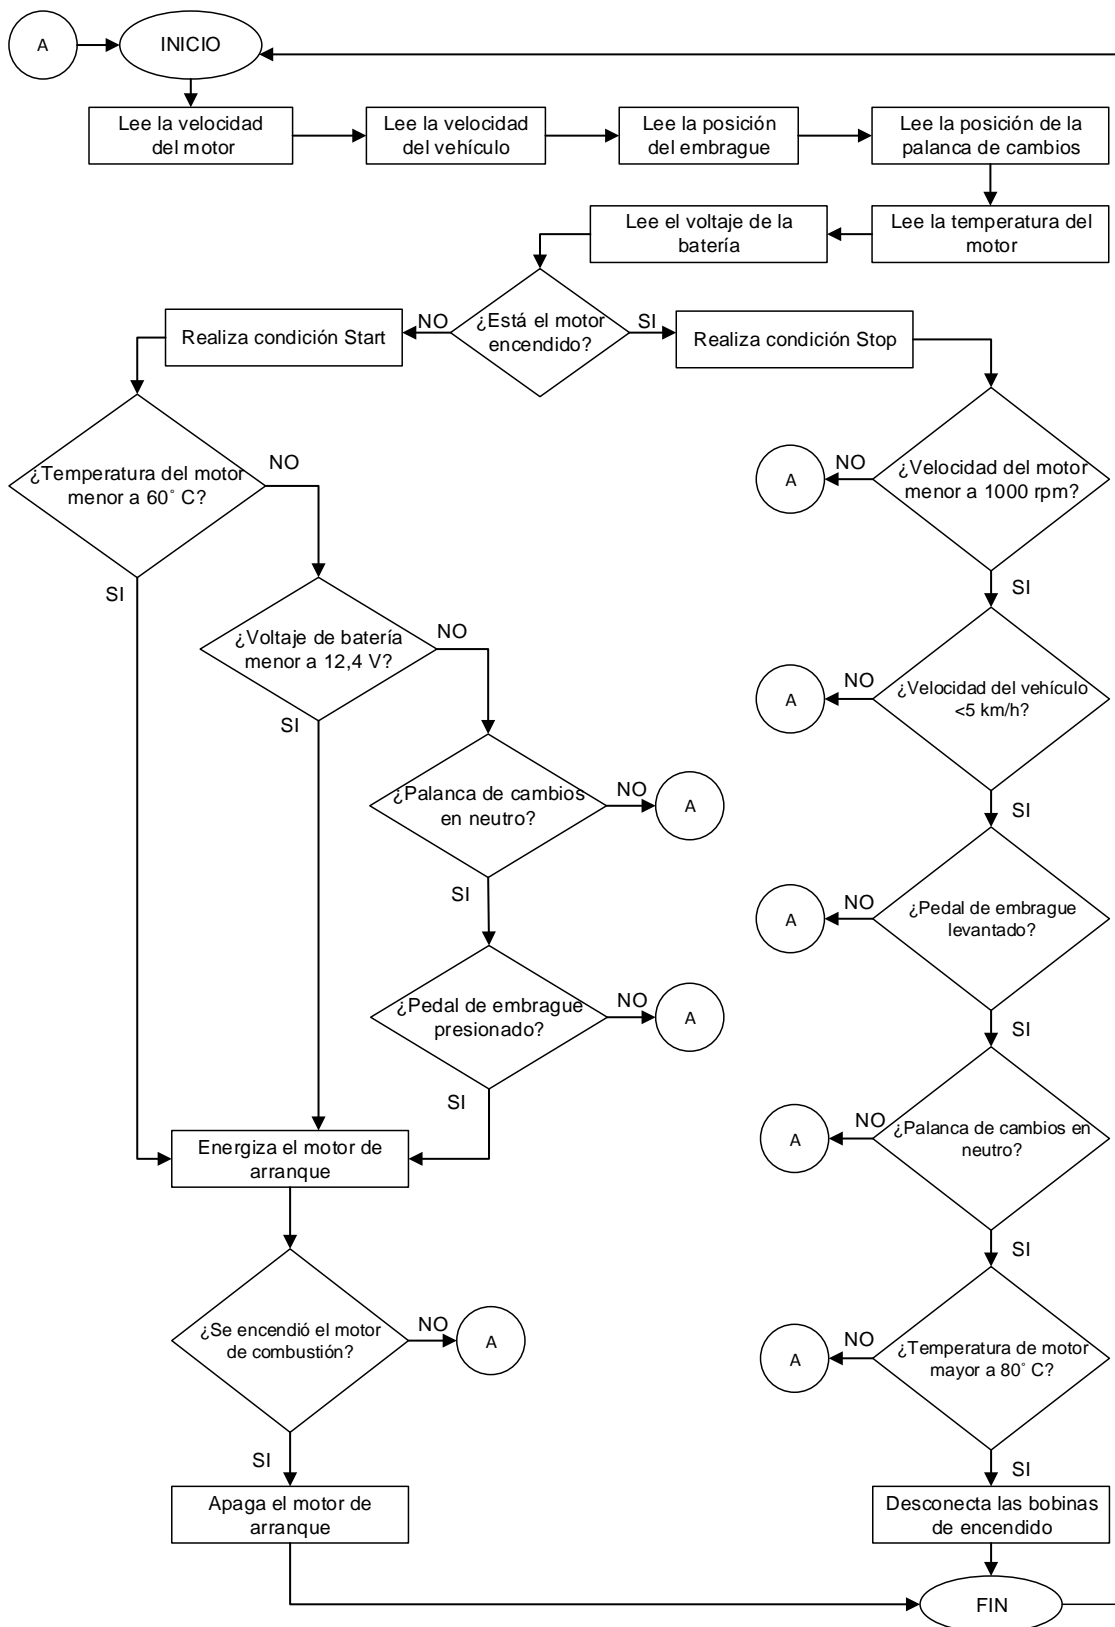 A
INICIO
Lee la velocidad
del motor
Lee la velocidad
del vehículo
Lee la posición
del embrague
Lee la posición de la
palanca de cambios
Lee el voltaje de la
batería
Lee la temperatura del
motor
Realiza condición Start
NO
¿Está el motor
encendido?
SI
Realiza condición Stop
¿Temperatura del motor
menor a 60° C?
NO
SI
A
NO
¿Velocidad del motor
menor a 1000 rpm?
SI
¿Voltaje de batería
menor a 12,4 V?
NO
SI
A
NO
¿Velocidad del vehículo
<5 km/h?
SI
¿Palanca de cambios
en neutro?
NO
A
SI
A
NO
¿Pedal de embrague
levantado?
SI
¿Pedal de embrague
presionado?
NO
A
SI
A
NO
¿Palanca de cambios en
neutro?
SI
Energiza el motor de
arranque
¿Se encendió el motor
de combustión?
NO
A
SI
A
NO
¿Temperatura de motor
mayor a 80° C?
SI
Apaga el motor de
arranque
Desconecta las bobinas
de encendido
FIN